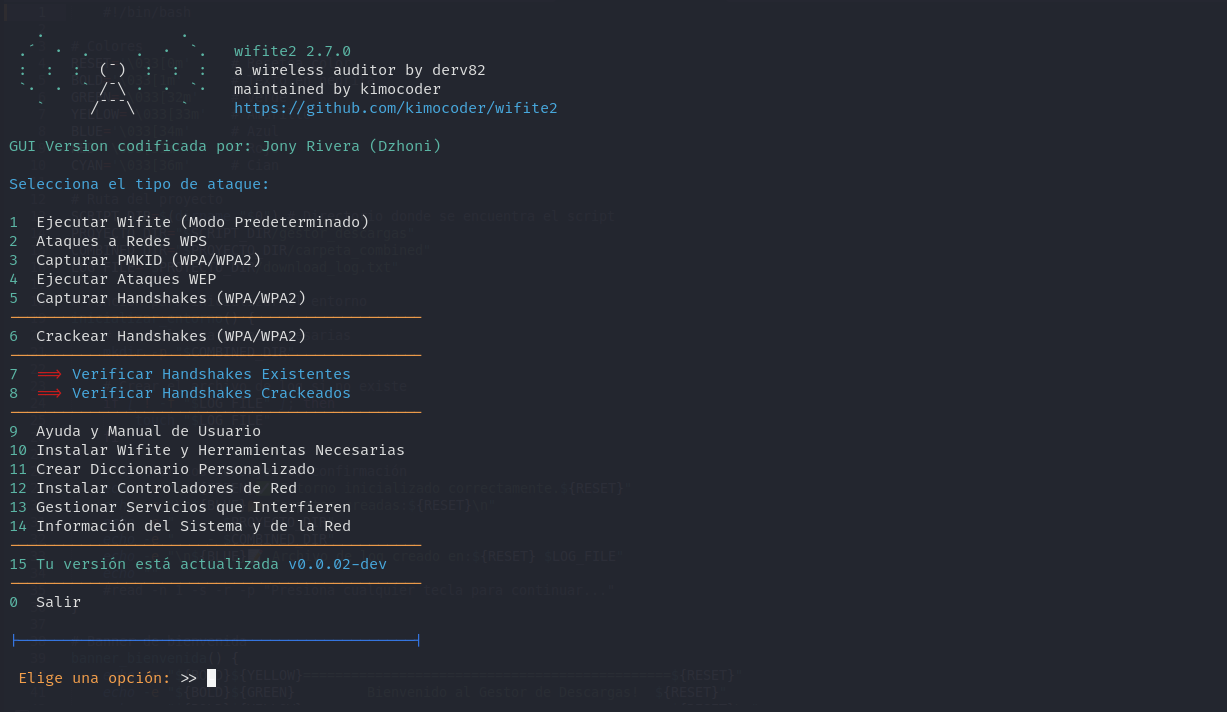 wifite2 2.7.0
a wireless auditor by derv82
maintained by kimocoder
https://github.com/kimocoder/wifite2
GUI Version codificada por: Jony Rivera (Dzhoni)
Selecciona el tipo de ataque:
1 Ejecutar Wifite (Modo Predeterminado)
2 Ataques a Redes WPS
3 Capturar PMKID (WPA/WPA2)
4 Ejecutar Ataques WEP
5 Capturar Handshakes (WPA/WPA2)
6 Crackear Handshakes (WPA/WPA2)
7 ==> Verificar Handshakes Existentes
8 ==> Verificar Handshakes Crackeados
9 Ayuda y Manual de Usuario
10 Instalar Wifite y Herramientas Necesarias
11 Crear Diccionario Personalizado
12 Instalar Controladores de Red
13 Gestionar Servicios que Interfieren
14 Información del Sistema y de la Red
15 Tu versión está actualizada v0.0.02-dev
0 Salir
Elige una opción: >>